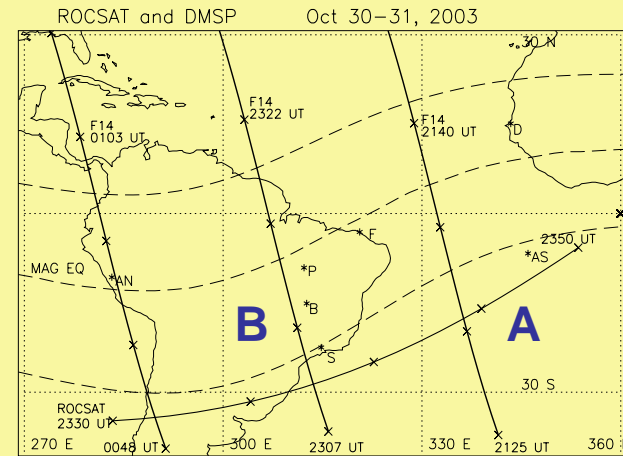 ROCSAT and DMSP Oct 30-31, 2003
30 N
F14
0103 UT
F14
2322 UT
F14
2140 UT
D
F
2350 UT
AS
MAG EQ
AN
P
B
B
A
S
ROCSAT
2330 UT
30 S
270 E
0048 UT
300 E
2307 UT
330 E
2125 UT
360 E